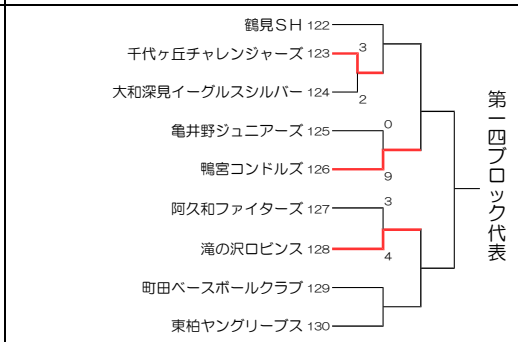 鶴見SH 122
千代ヶ丘チャレンジャーズ 123
3
大和深見イーグルスシルバー 124
2
亀井野ジュニアーズ 125
0
鴨宮コンドルズ 126
9
阿久和ファイターズ 127
3
滝の沢ロビンス 128
4
町田ベースボールクラブ 129
東柏ヤングリーブス 130
第一四ブロック代表